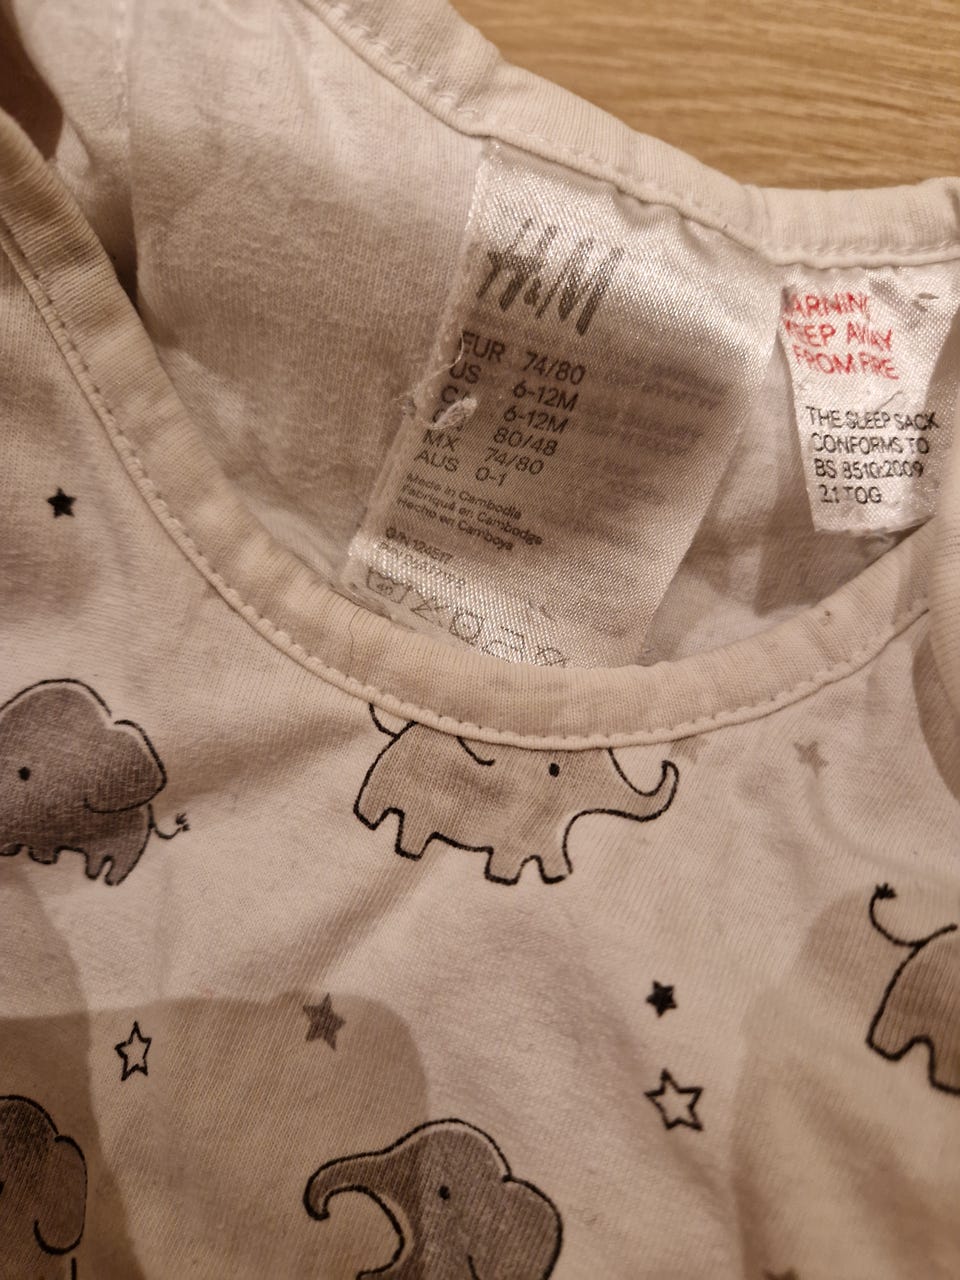 H&M
EUR 74/80
US 6-12M
6-12M
80/48
MX 74/80
AUS 0-1
Made in Cambodia
Fabriqué en Cambodge
Hecho en Camboya
ARNIN
EEP AWAY
FROM FIRE
THE SLEEP SACK
CONFORMS TO
BS 8510:2009
2.1 TOG